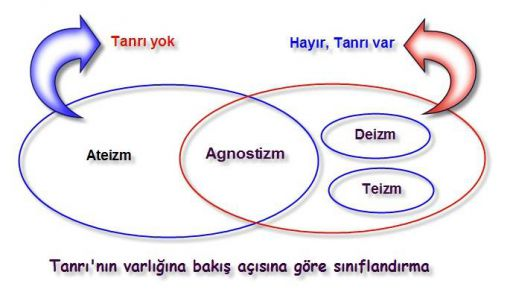 Tanrı yok
Hayır, Tanrı var
Ateizm
Agnostizm
Deizm
Teizm
Tanrı'nın varlığına bakış açısına göre sınıflandırma